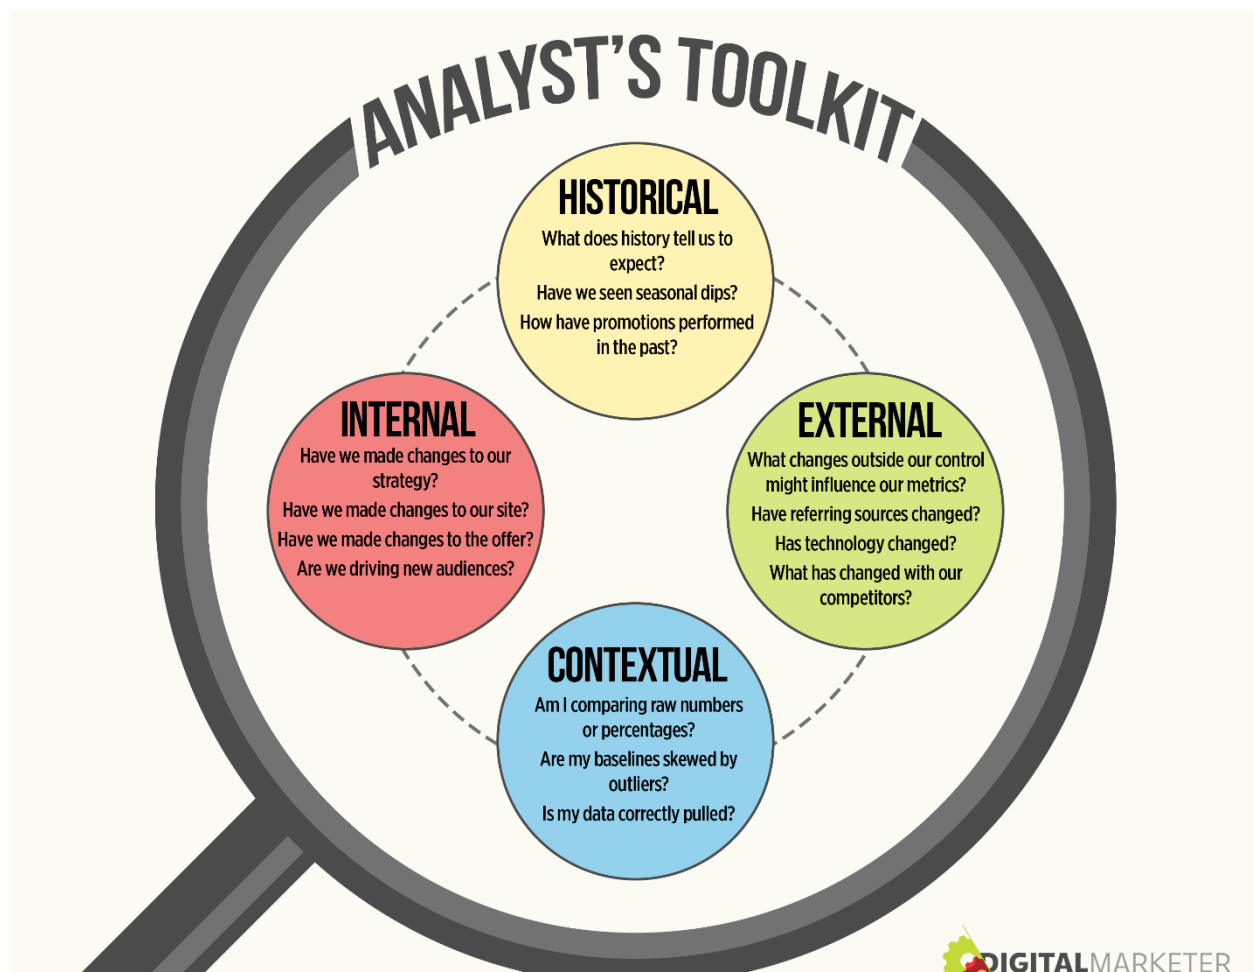 ANALYST'S TOOLKIT
HISTORICAL
What does history tell us to
expect?
Have we seen seasonal dips?
How have promotions performed
in the past?
INTERNAL
Have we made changes to our
strategy?
Have we made changes to our site?
Have we made changes to the offer?
Are we driving new audiences?
EXTERNAL
What changes outside our control
might influence our metrics?
Have referring sources changed?
Has technology changed?
What has changed with our
competitors?
CONTEXTUAL
Am I comparing raw numbers
or percentages?
Are my baselines skewed by
outliers?
Is my data correctly pulled?
DIGITALMARKETER